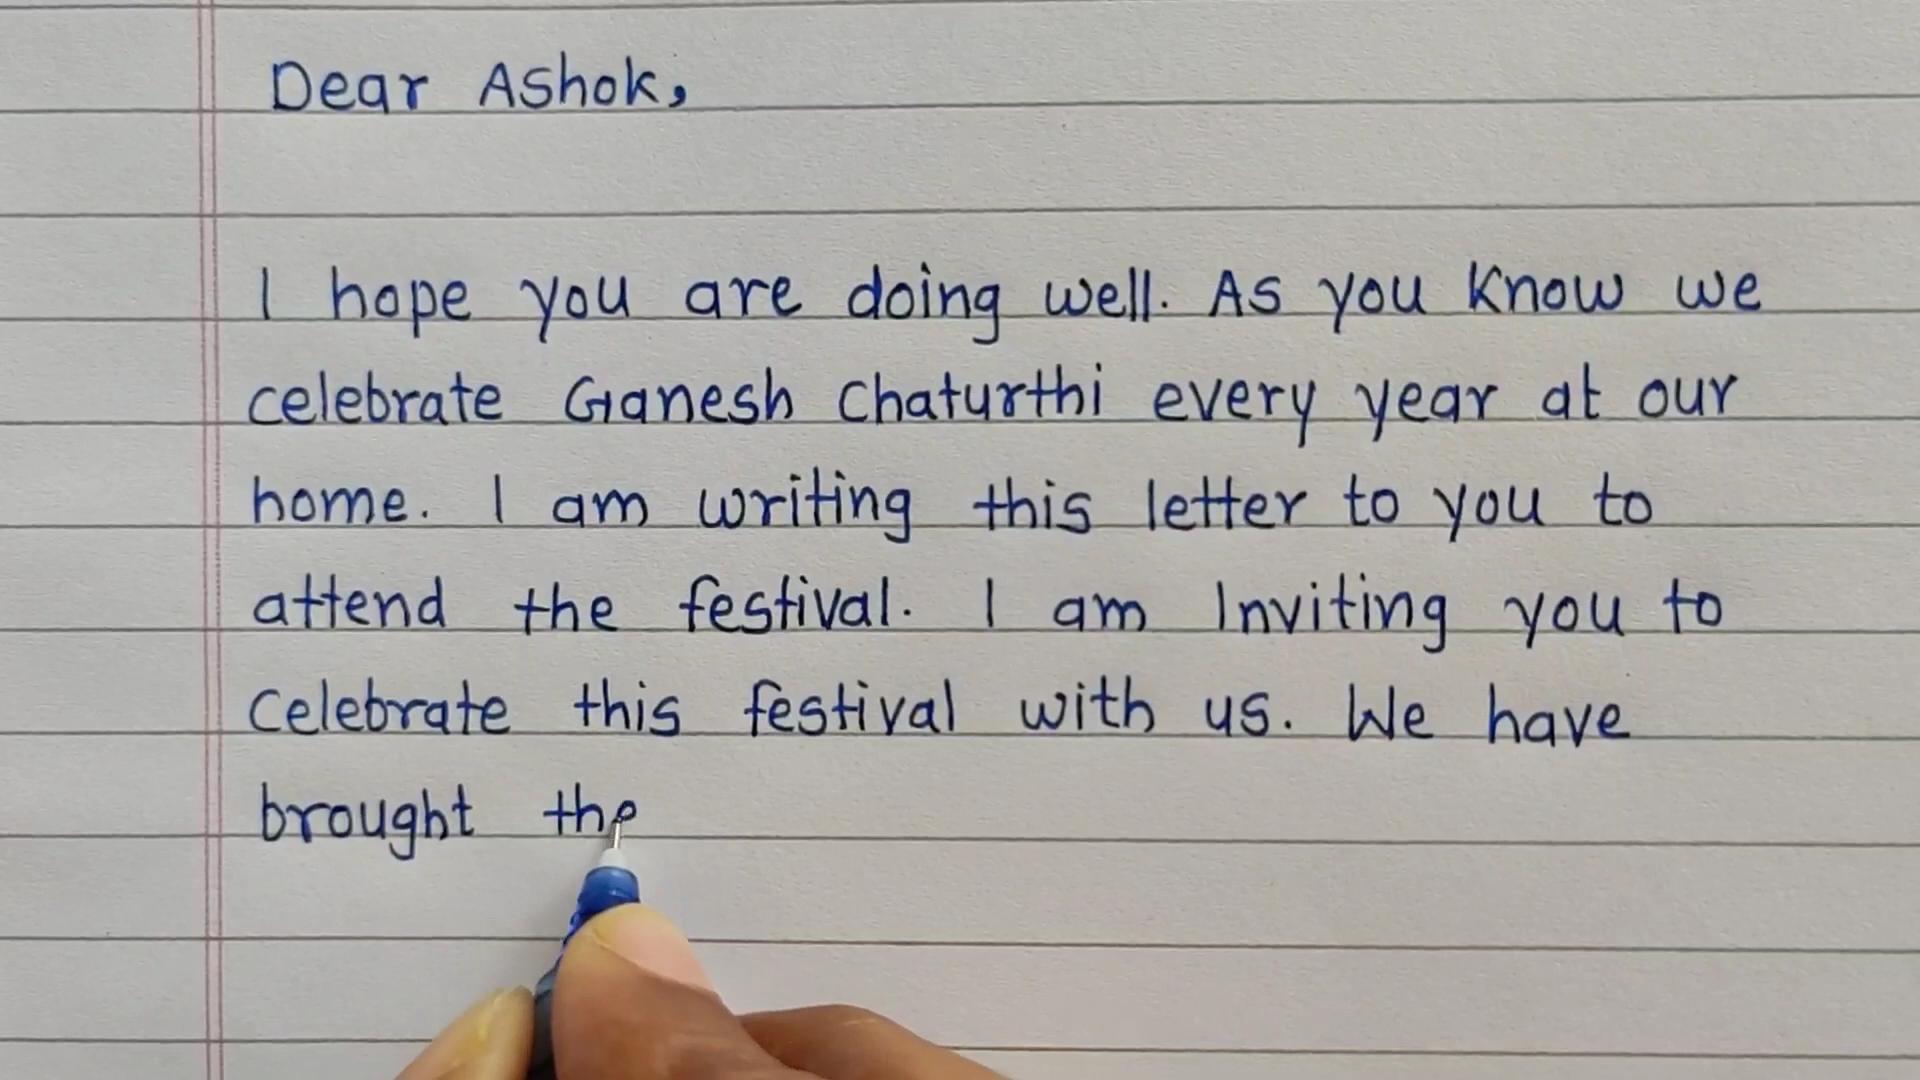 Dear Ashok,
I hope you are doing well. As you know we
celebrate Ganesh Chaturthi every year at our
home. I am writing this letter to you to
attend the festival. I am Inviting you to
Celebrate this festival with us. We have
brought the